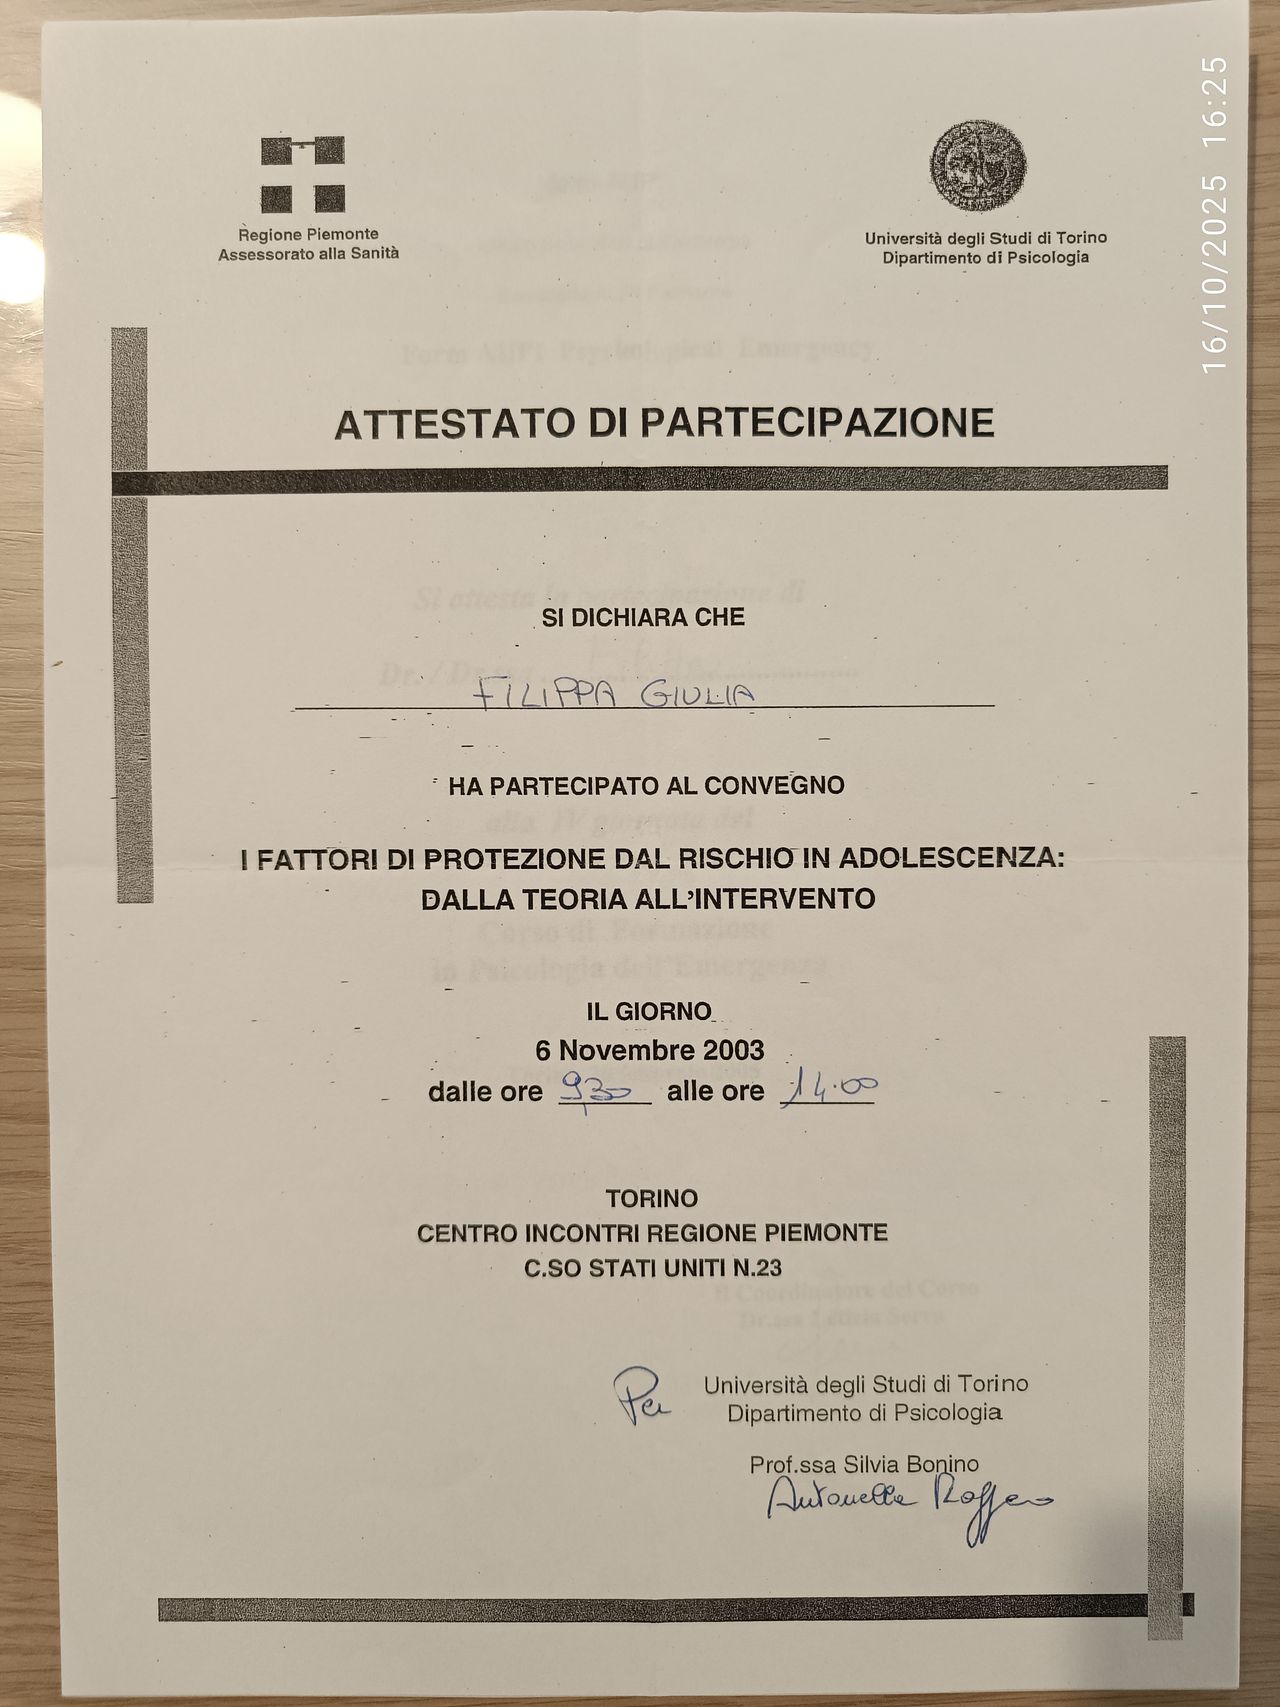 16/10/2025 16:25
Regione Piemonte
Assessorato alla Sanità
Università degli Studi di Torino
Dipartimento di Psicologia
ATTESTATO DI PARTECIPAZIONE
SI DICHIARA CHE
FILIPPA GIULIA
HA PARTECIPATO AL CONVEGNO
I FATTORI DI PROTEZIONE DAL RISCHIO IN ADOLESCENZA:
DALLA TEORIA ALL'INTERVENTO
IL GIORNO
6 Novembre 2003
dalle ore 930 alle ore 14.00
TORINO
CENTRO INCONTRI REGIONE PIEMONTE
C.SO STATI UNITI N.23
Per Università degli Studi di Torino
Dipartimento di Psicologia
Prof.ssa Silvia Bonino
Antonella Roffero